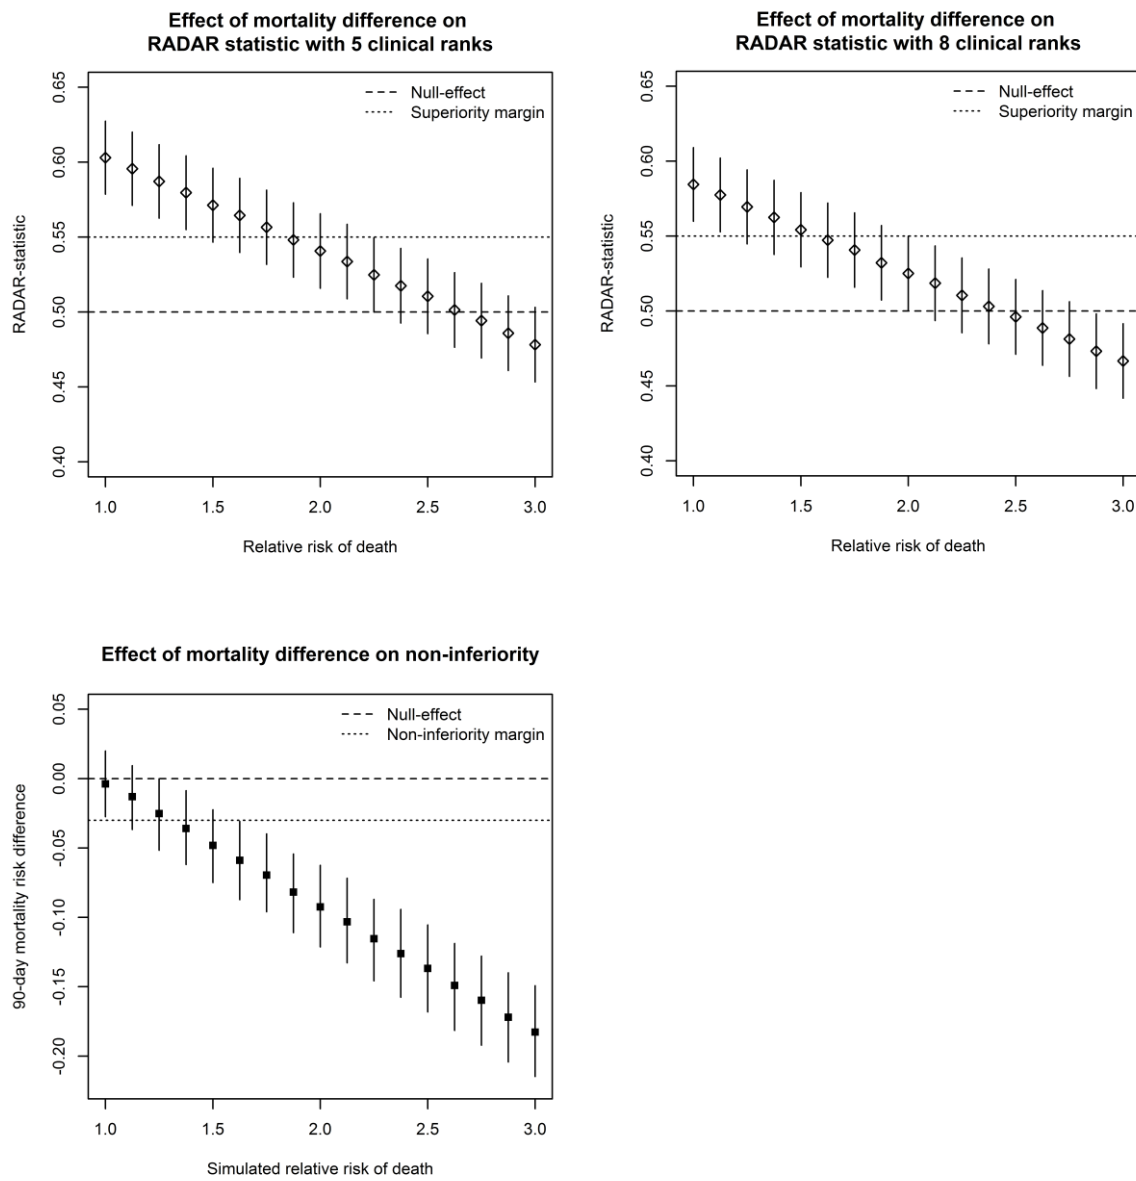 Effect of mortality difference on
RADAR statistic with 5 clinical ranks
Null-effect
Superiority margin
0.65
0.60
0.55
0.50
0.45
0.40
RADAR-statistic
1.0 1.5 2.0 2.5 3.0
Relative risk of death
Effect of mortality difference on
RADAR statistic with 8 clinical ranks
Null-effect
Superiority margin
0.65
0.60
0.55
0.50
0.45
0.40
RADAR-statistic
1.0 1.5 2.0 2.5 3.0
Relative risk of death
Effect of mortality difference on non-inferiority
Null-effect
Non-inferiority margin
0.05
0.00
-0.05
-0.10
-0.15
-0.20
90-day mortality risk difference
1.0 1.5 2.0 2.5 3.0
Simulated relative risk of death